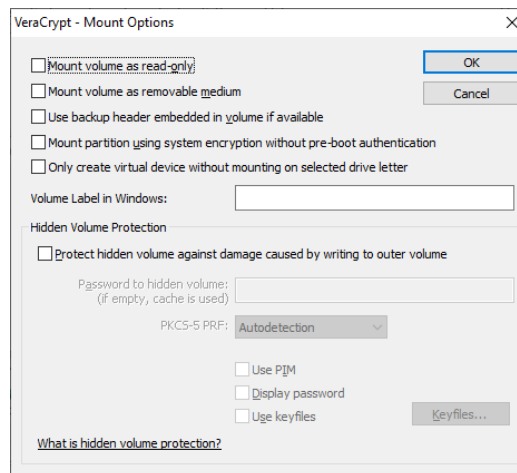 VeraCrypt - Mount Options
Mount volume as read-only
OK
Mount volume as removable medium
Cancel
Use backup header embedded in volume if available
Mount partition using system encryption without pre-boot authentication
Only create virtual device without mounting on selected drive letter
Volume Label in Windows:
Hidden Volume Protection
Protect hidden volume against damage caused by writing to outer volume
Password to hidden volume:
(if empty, cache is used)
PKCS-5 PRF: Autodetection
Use PIM
Display password
Use keyfiles
Keyfiles...
What is hidden volume protection?